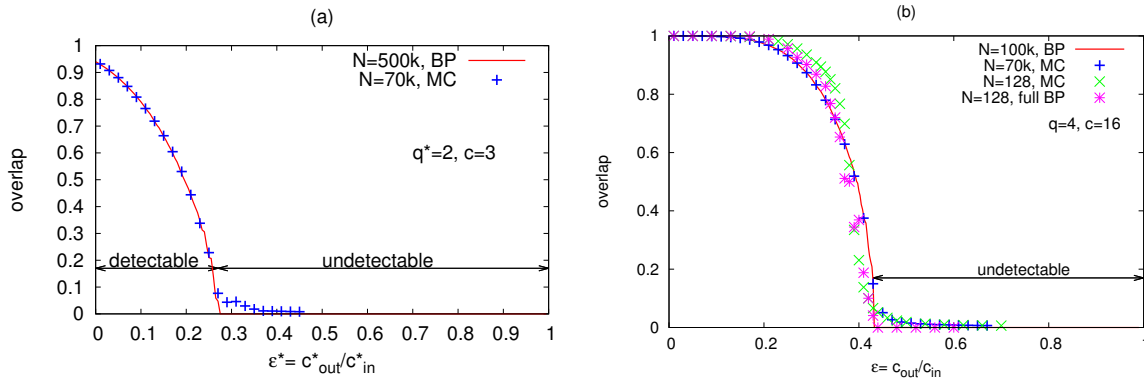 (a)
overlap
1
0.9
0.8
0.7
0.6
0.5
0.4
0.3
0.2
0.1
0
N=500k, BP
N=70k, MC
q*=2, c=3
detectable
undetectable
0 0.1 0.2 0.3 0.4 0.5 0.6 0.7 0.8 0.9 1
ε*= c*out/c*in
(b)
overlap
1
0.8
0.6
0.4
0.2
0
N=100k, BP
N=70k, MC
N=128, MC
N=128, full BP
q=4, c=16
undetectable
0.2 0.4 0.6 0.8 1
ε= cout/cin